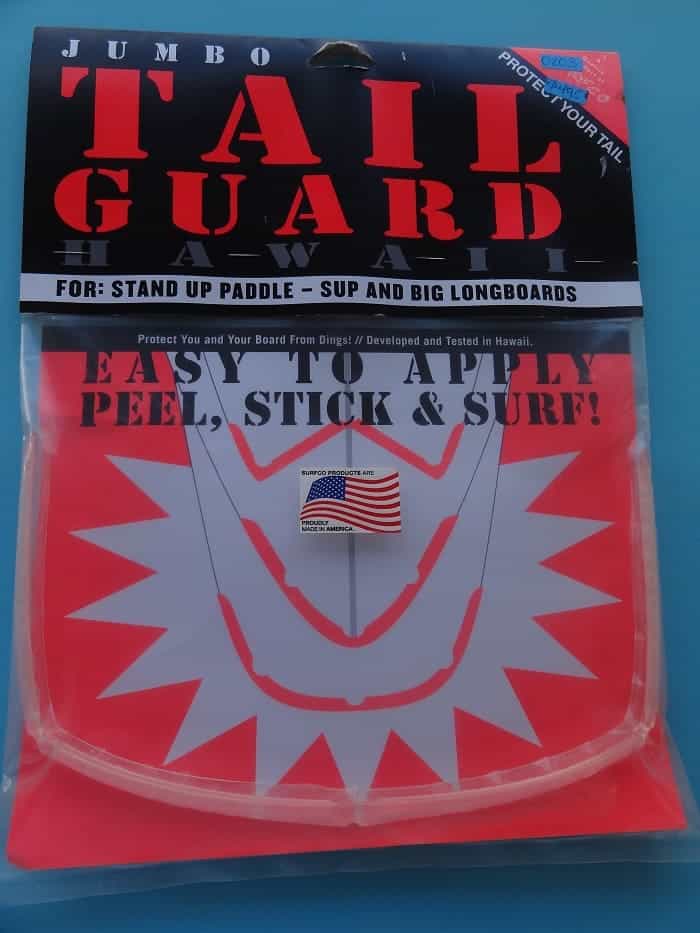 JUMBO
TAIL
GUARD
HAWAII
PROTECT YOUR TAIL
FOR: STAND UP PADDLE – SUP AND BIG LONGBOARDS
Protect You and Your Board From Dings! // Developed and Tested in Hawaii.
EASY TO APPLY
PEEL, STICK & SURF!
SURFCO PRODUCTS ARE
PROUDLY
MADE IN AMERICA